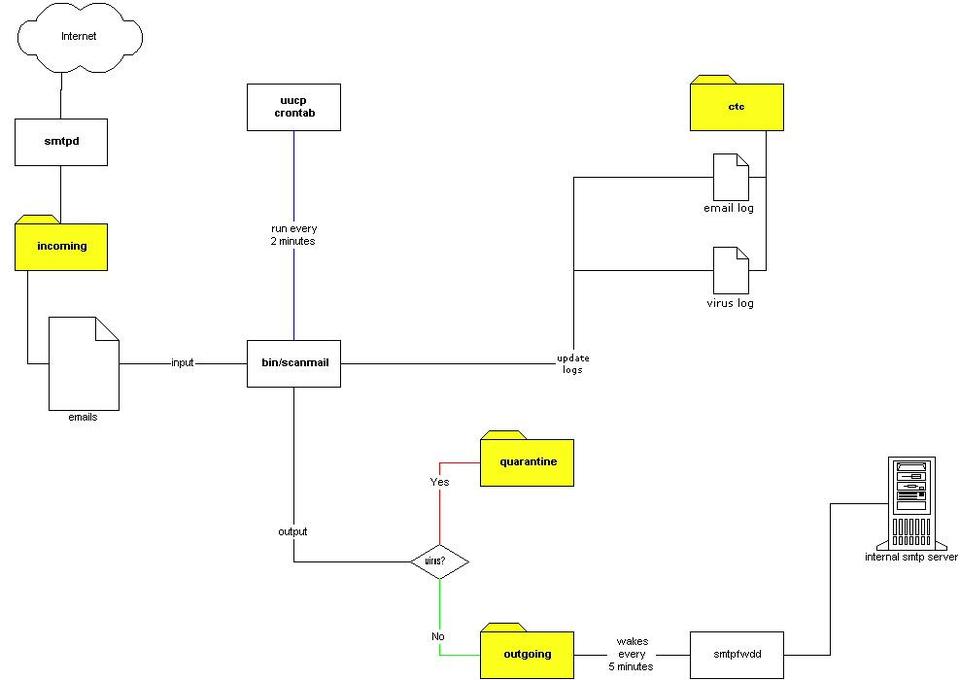 Internet
uucp
crontab
ctc
smtpd
email log
run every
2 minutes
incoming
virus log
input
bin/scanmail
update
logs
emails
quarantine
Yes
output
virus?
internal smtp server
No
outgoing
wakes
every
5 minutes
smtpfwdd